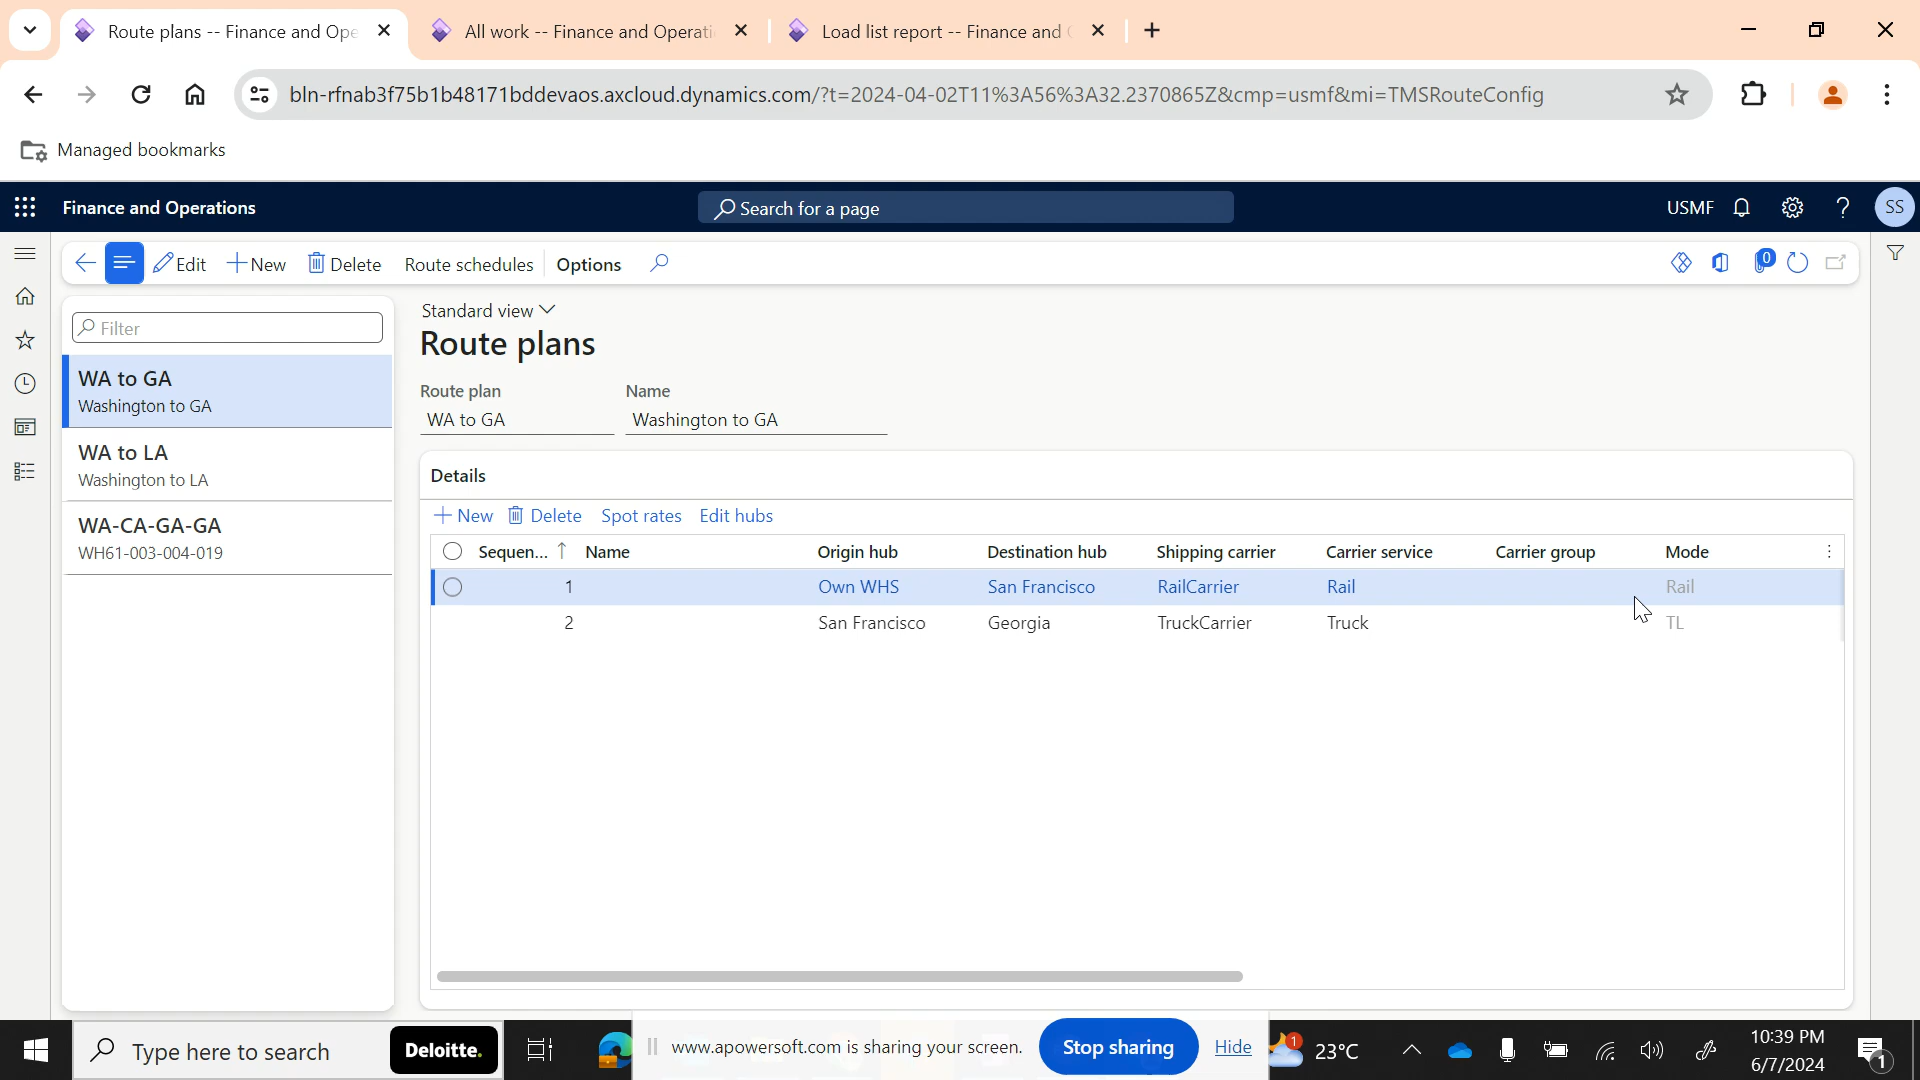 Route plans -- Finance and Ope
All work -- Finance and Operati
Load list report -- Finance and
bln-rfnab3f75b1b48171bddevaos.axcloud.dynamics.com/?t=2024-04-02T11%3A56%3A32.2370865Z&cmp=usmf&mi=TMSRouteConfig
Managed bookmarks
Finance and Operations
Search for a page
USMF
SS
Edit
New
Delete
Route schedules
Options
0
Filter
WA to GA
Washington to GA
WA to LA
Washington to LA
WA-CA-GA-GA
WH61-003-004-019
Standard view
Route plans
Route plan Name
WA to GA Washington to GA
Details
New Delete Spot rates Edit hubs
Sequen... Name Origin hub Destination hub Shipping carrier Carrier service Carrier group Mode
1 Own WHS San Francisco RailCarrier Rail Rail
2 San Francisco Georgia TruckCarrier Truck TL
Type here to search
Deloitte.
www.apowersoft.com is sharing your screen.
Stop sharing
Hide
1
23°C
10:39 PM
6/7/2024
1